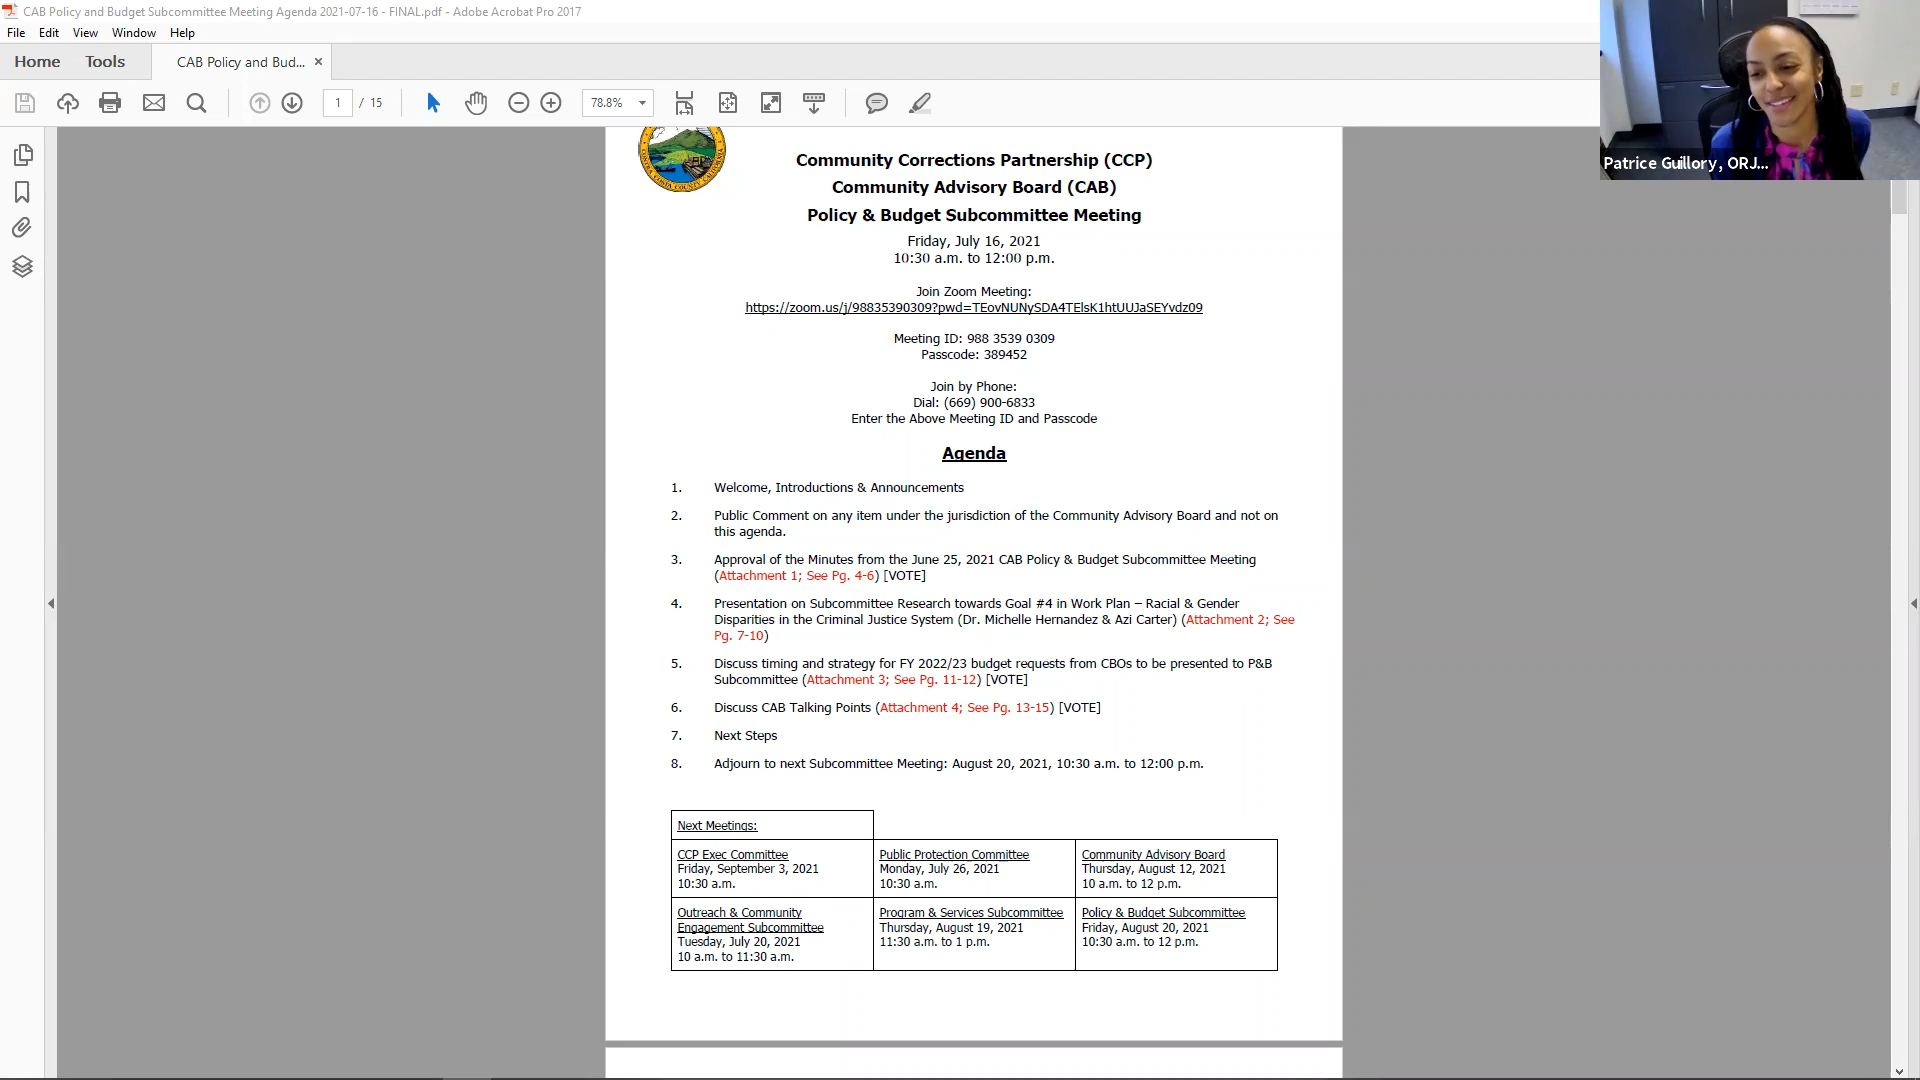 CAB Policy and Budget Subcommittee Meeting Agenda 2021-07-16 - FINAL.pdf - Adobe Acrobat Pro 2017
File Edit View Window Help
Home Tools CAB Policy and Bud... ×
1 / 15 78.8%
Patrice Guillory, ORJ...
CONTRA COSTA COUNTY CALIFORNIA
Community Corrections Partnership (CCP)
Community Advisory Board (CAB)
Policy & Budget Subcommittee Meeting
Friday, July 16, 2021
10:30 a.m. to 12:00 p.m.
Join Zoom Meeting:
https://zoom.us/j/98835390309?pwd=TEovNUNySDA4TElsK1htUUJaSEYvdz09
Meeting ID: 988 3539 0309
Passcode: 389452
Join by Phone:
Dial: (669) 900-6833
Enter the Above Meeting ID and Passcode
Agenda
1. Welcome, Introductions & Announcements
2. Public Comment on any item under the jurisdiction of the Community Advisory Board and not on
this agenda.
3. Approval of the Minutes from the June 25, 2021 CAB Policy & Budget Subcommittee Meeting
(Attachment 1; See Pg. 4-6) [VOTE]
4. Presentation on Subcommittee Research towards Goal #4 in Work Plan – Racial & Gender
Disparities in the Criminal Justice System (Dr. Michelle Hernandez & Azi Carter) (Attachment 2; See
Pg. 7-10)
5. Discuss timing and strategy for FY 2022/23 budget requests from CBOs to be presented to P&B
Subcommittee (Attachment 3; See Pg. 11-12) [VOTE]
6. Discuss CAB Talking Points (Attachment 4; See Pg. 13-15) [VOTE]
7. Next Steps
8. Adjourn to next Subcommittee Meeting: August 20, 2021, 10:30 a.m. to 12:00 p.m.
Next Meetings:
CCP Exec Committee
Friday, September 3, 2021
10:30 a.m.
Public Protection Committee
Monday, July 26, 2021
10:30 a.m.
Community Advisory Board
Thursday, August 12, 2021
10 a.m. to 12 p.m.
Outreach & Community
Engagement Subcommittee
Tuesday, July 20, 2021
10 a.m. to 11:30 a.m.
Program & Services Subcommittee
Thursday, August 19, 2021
11:30 a.m. to 1 p.m.
Policy & Budget Subcommittee
Friday, August 20, 2021
10:30 a.m. to 12 p.m.